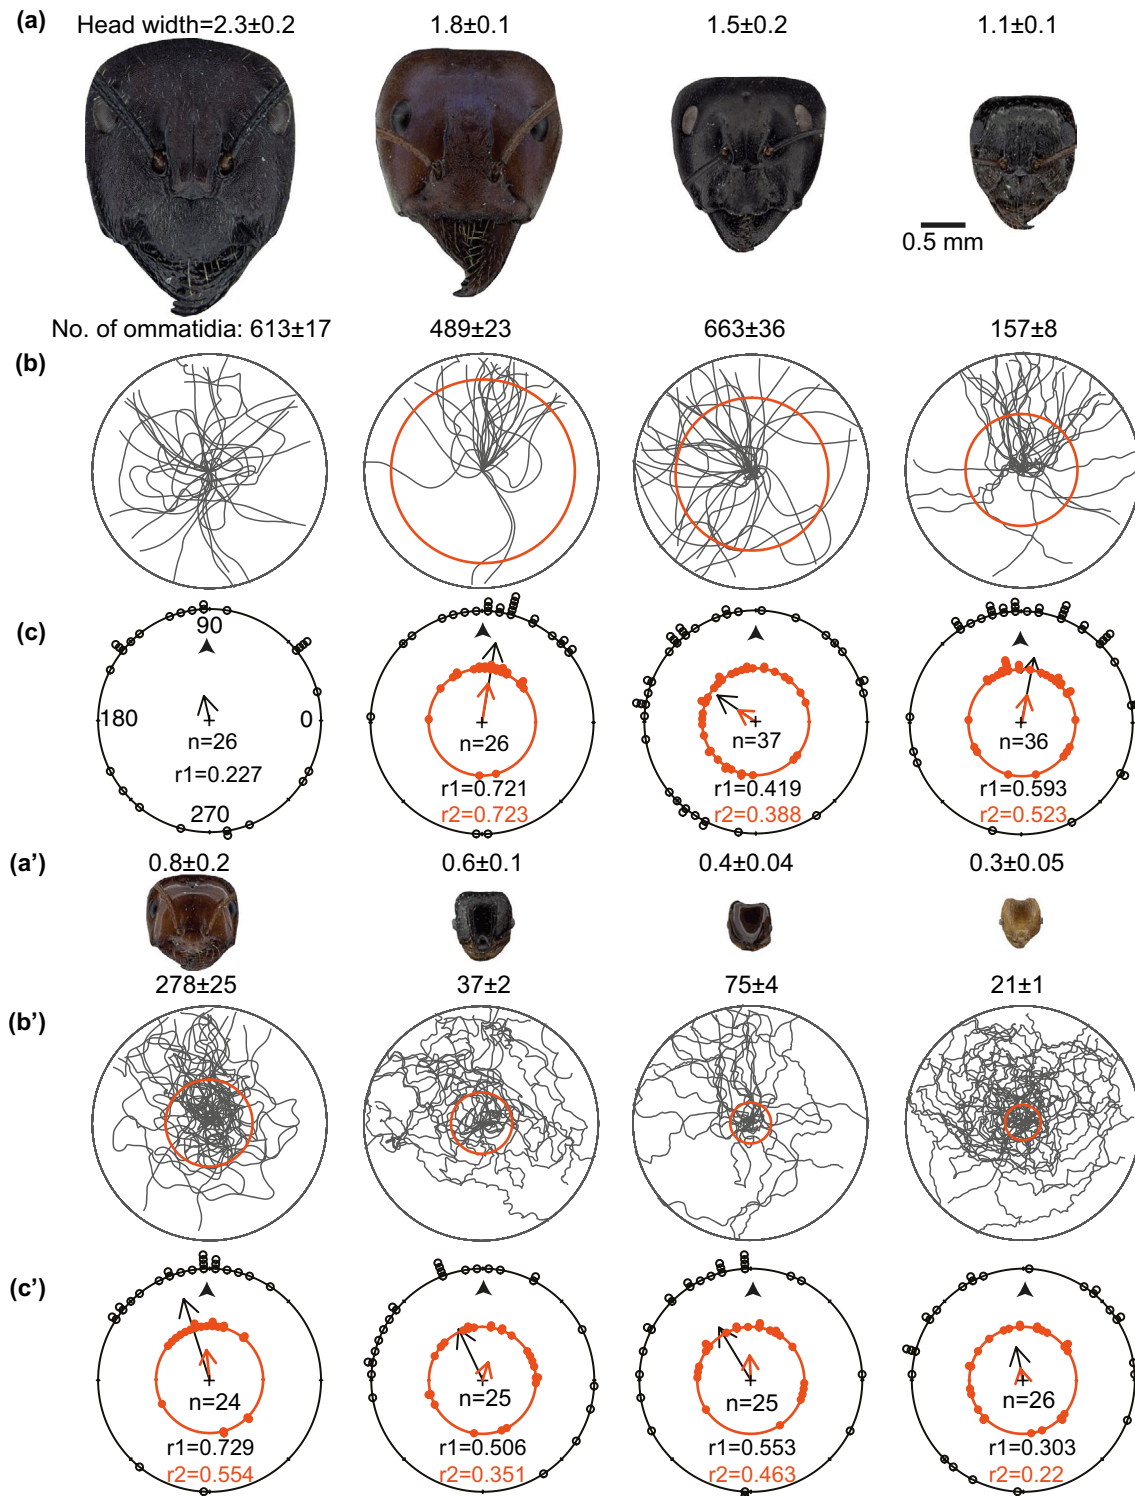 (a) Head width=2.3±0.2 1.8±0.1 1.5±0.2 1.1±0.1
0.5 mm
No. of ommatidia: 613±17 489±23 663±36 157±8
(b)
(c)
90
180 0
270
n=26 n=26 n=37 n=36
r1=0.227 r1=0.721 r1=0.419 r1=0.593
r2=0.723 r2=0.388 r2=0.523
(a') 0.8±0.2 0.6±0.1 0.4±0.04 0.3±0.05
278±25 37±2 75±4 21±1
(b')
(c')
n=24 n=25 n=25 n=26
r1=0.729 r1=0.506 r1=0.553 r1=0.303
r2=0.554 r2=0.351 r2=0.463 r2=0.22